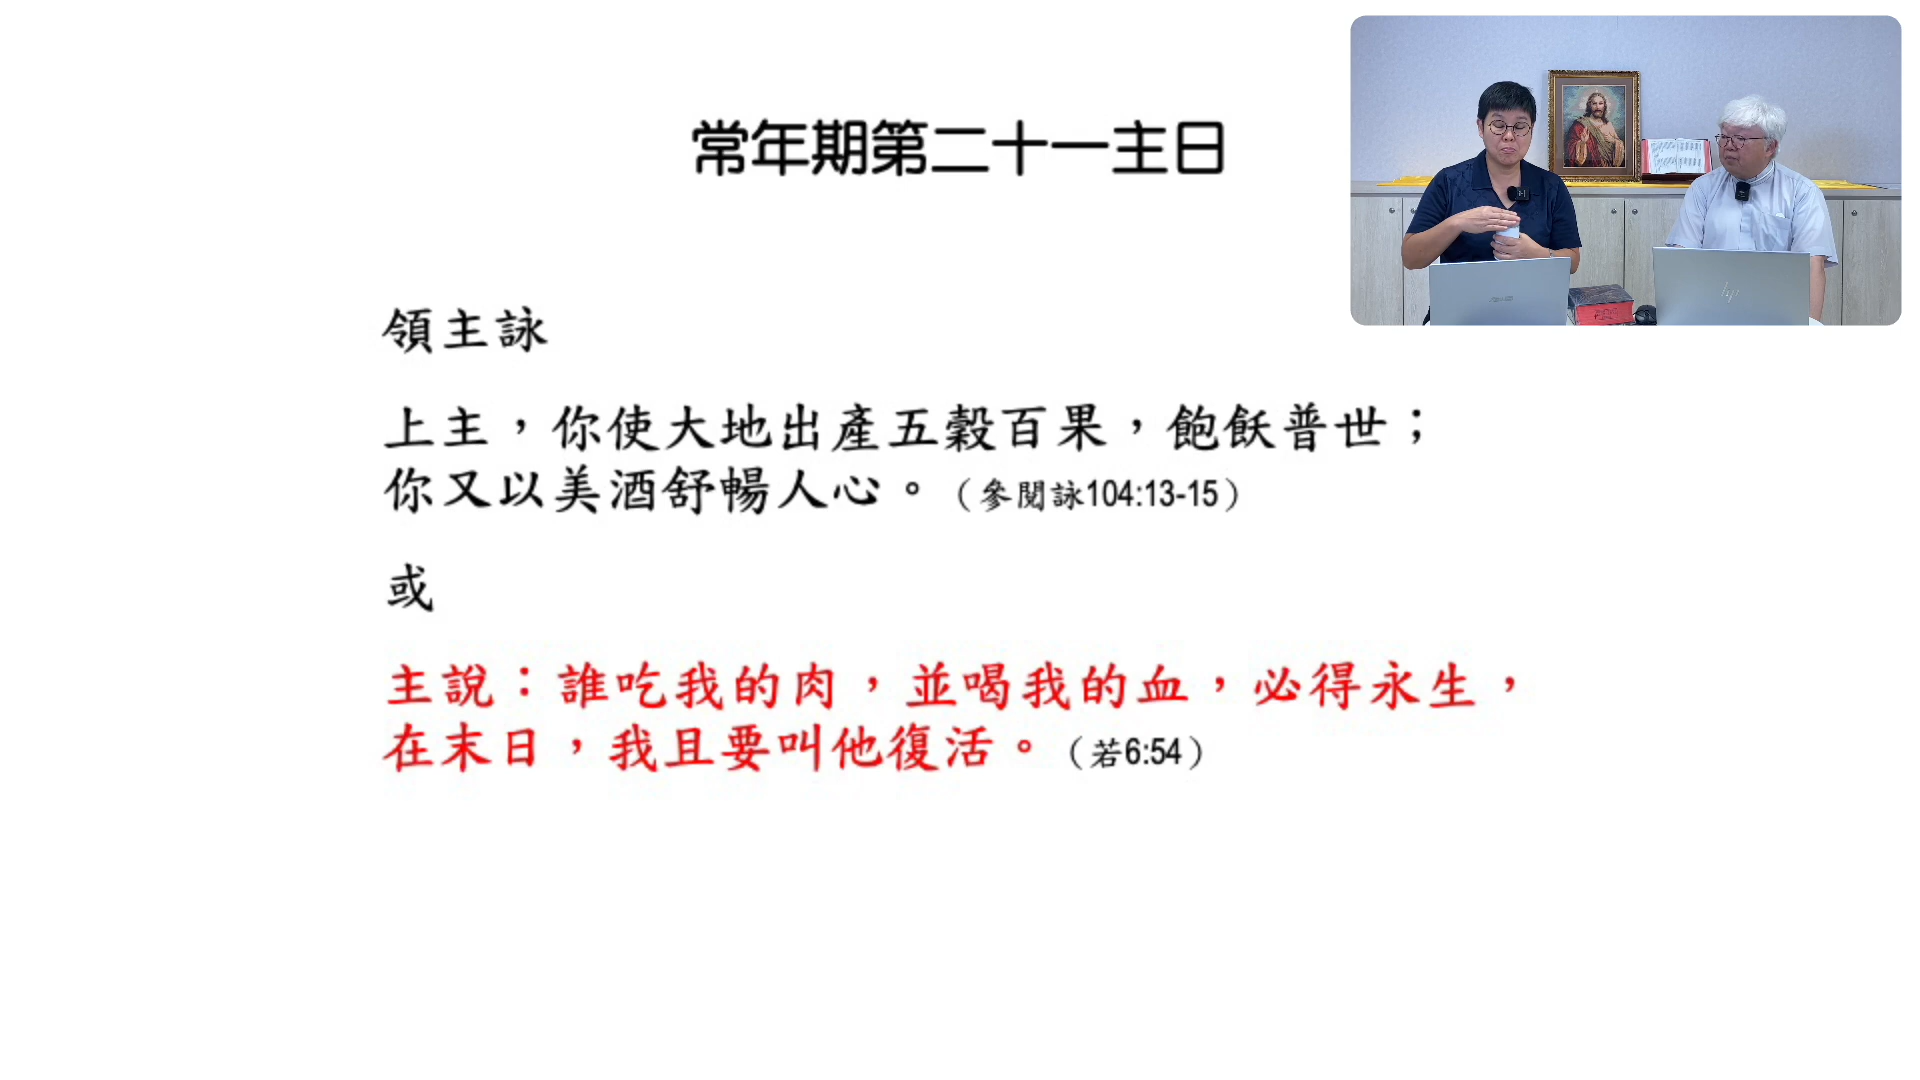 常年期第二十一主日
領主詠
上主，你使大地出產五穀百果，飽飫普世；
你又以美酒舒暢人心。（參閱詠104:13-15）
或
主說：誰吃我的肉，並喝我的血，必得永生，
在末日，我且要叫他復活。（若6:54）
hp